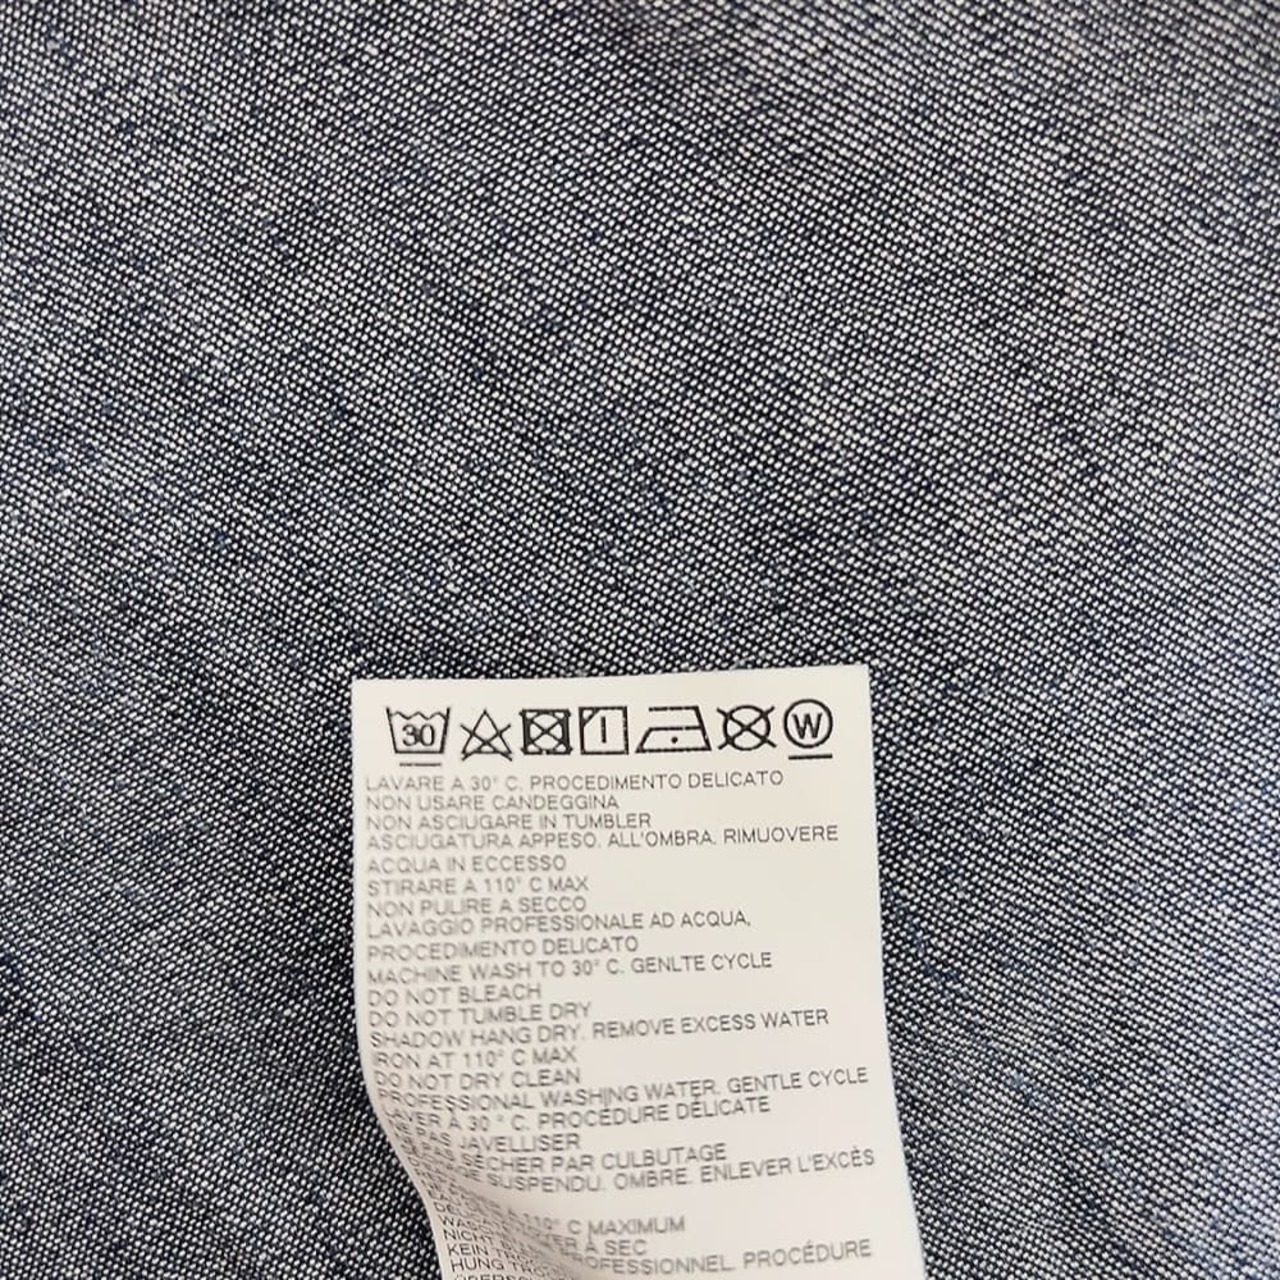 30 W
LAVARE A 30° C. PROCEDIMENTO DELICATO
NON USARE CANDEGGINA
NON ASCIUGARE IN TUMBLER
ASCIUGATURA APPESO. ALL'OMBRA. RIMUOVERE
ACQUA IN ECCESSO
STIRARE A 110° C MAX
NON PULIRE A SECCO
LAVAGGIO PROFESSIONALE AD ACQUA,
PROCEDIMENTO DELICATO
MACHINE WASH TO 30° C. GENLTE CYCLE
DO NOT BLEACH
DO NOT TUMBLE DRY
SHADOW HANG DRY. REMOVE EXCESS WATER
IRON AT 110° C MAX
DO NOT DRY CLEAN
PROFESSIONAL WASHING WATER. GENTLE CYCLE
LAVER À 30 ° C. PROCÉDURE DÉLICATE
PAS JAVELLISER
SÉCHER PAR CULBUTAGE
SUSPENDU. OMBRE. ENLEVER L'EXCÈS
À 110° C MAXIMUM
À SEC
PROCÉDURE
KEIN